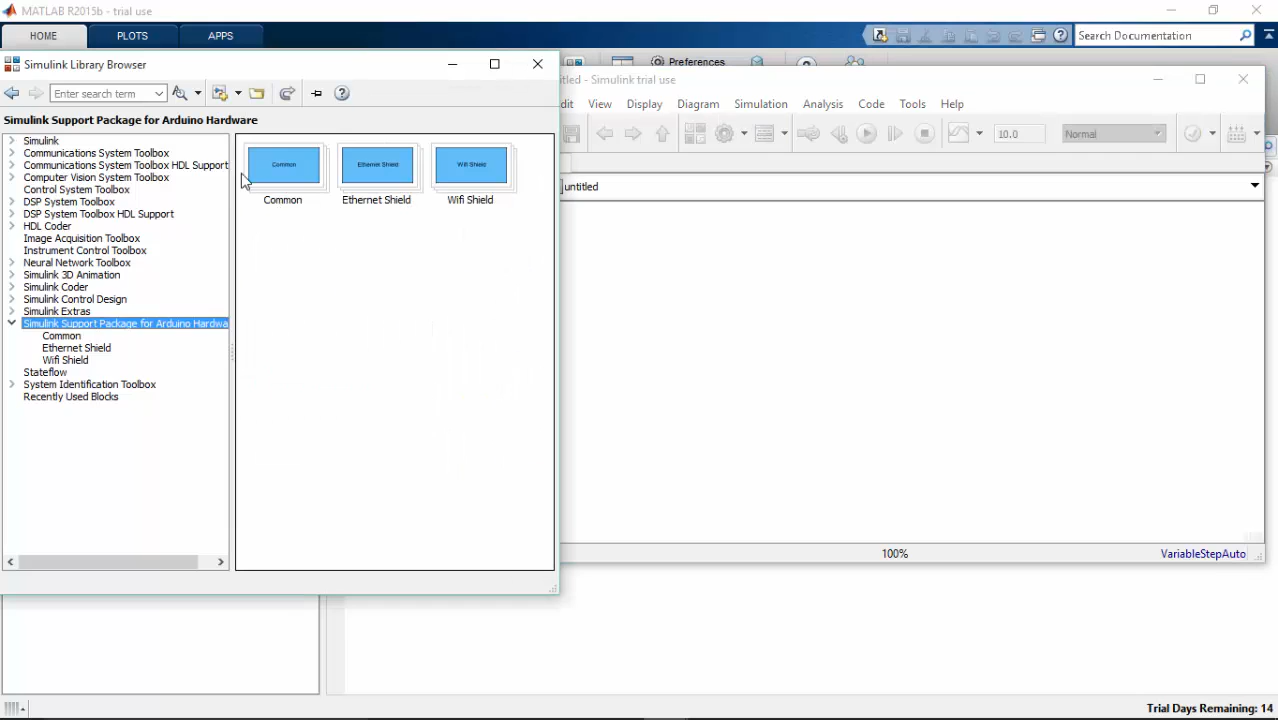 MATLAB R2015b - trial use
HOME
PLOTS
APPS
Search Documentation
Simulink Library Browser
Preferences
Enter search term
Simulink Support Package for Arduino Hardware
Simulink
Communications System Toolbox
Communications System Toolbox HDL Support
Computer Vision System Toolbox
Control System Toolbox
DSP System Toolbox
DSP System Toolbox HDL Support
HDL Coder
Image Acquisition Toolbox
Instrument Control Toolbox
Neural Network Toolbox
Simulink 3D Animation
Simulink Coder
Simulink Control Design
Simulink Extras
Simulink Support Package for Arduino Hardwa
Common
Ethernet Shield
Wifi Shield
Stateflow
System Identification Toolbox
Recently Used Blocks
Common
Ethernet Shield
Wifi Shield
Common
Ethernet Shield
Wifi Shield
tled - Simulink trial use
dit View Display Diagram Simulation Analysis Code Tools Help
10.0
Normal
untitled
100%
VariableStepAuto
Trial Days Remaining: 14